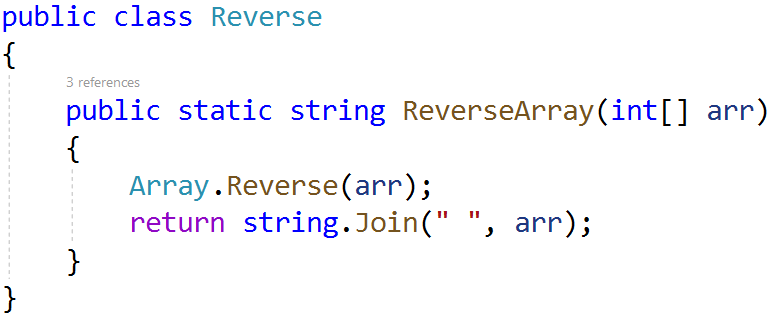 public class Reverse
{
3 references
public static string ReverseArray(int[] arr)
{
Array.Reverse(arr);
return string.Join(" ", arr);
}
}